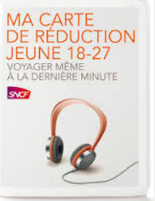 MA CARTE
DE RÉDUCTION
JEUNE 18-27
VOYAGER MÊME
À LA DERNIÈRE MINUTE
SNCF